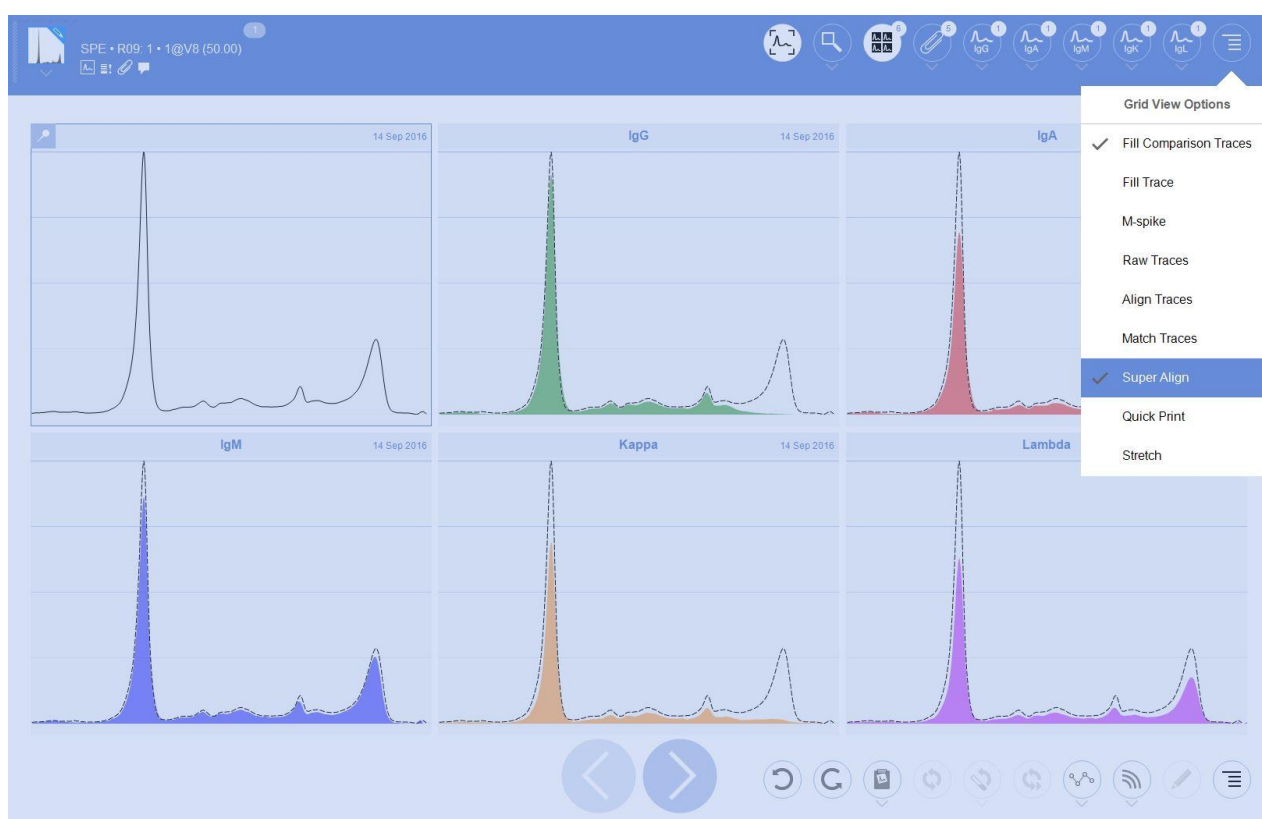 1
SPE • R09: 1 • 1@V8 (50.00)
6
5
1
1
1
1
1
IgG
IgA
IgM
IgK
IgL
Grid View Options
14 Sep 2016
IgG
14 Sep 2016
IgA
Fill Comparison Traces
Fill Trace
M-spike
Raw Traces
Align Traces
Match Traces
Super Align
Quick Print
Stretch
IgM
14 Sep 2016
Kappa
14 Sep 2016
Lambda